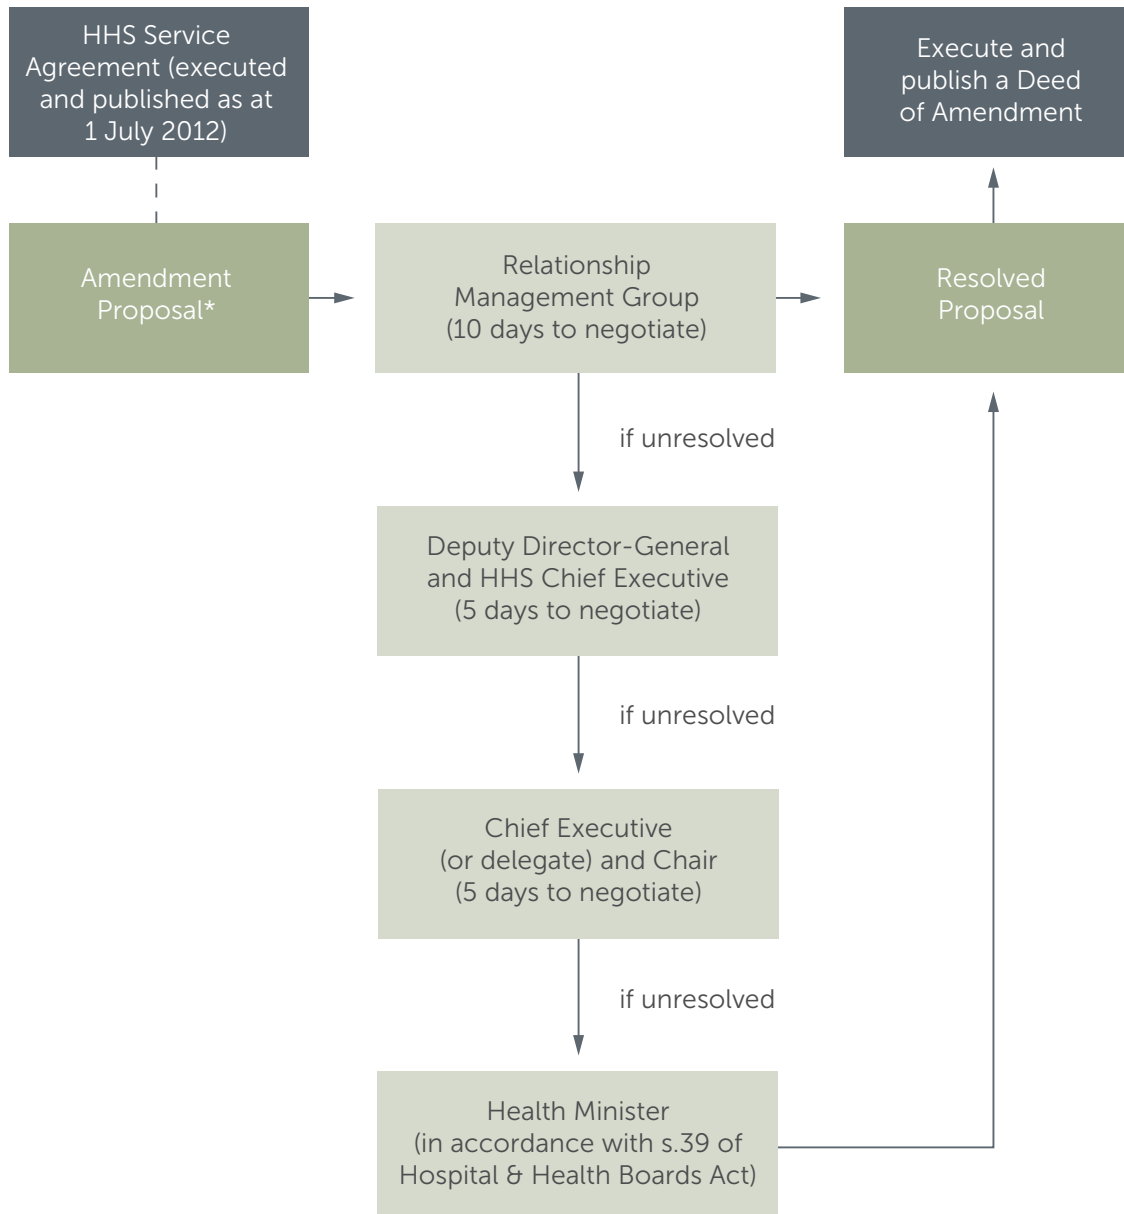 HHS Service
Agreement (executed
and published as at
1 July 2012)
Execute and
publish a Deed
of Amendment
Amendment
Proposal*
Relationship
Management Group
(10 days to negotiate)
Resolved
Proposal
if unresolved
Deputy Director-General
and HHS Chief Executive
(5 days to negotiate)
if unresolved
Chief Executive
(or delegate) and Chair
(5 days to negotiate)
if unresolved
Health Minister
(in accordance with s.39 of
Hospital & Health Boards Act)